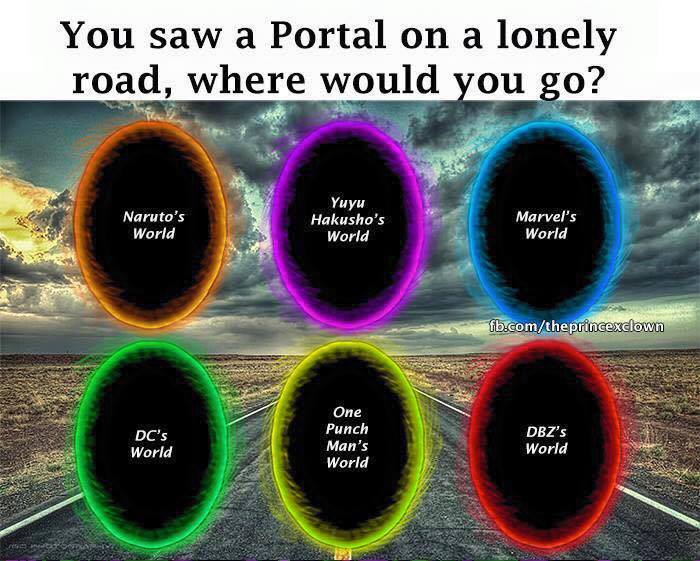 You saw a Portal on a lonely
road, where would you go?
Naruto's
World
Yuyu
Hakusho's
World
Marvel's
World
fb.com/theprincexclown
DC's
World
One
Punch
Man's
World
DBZ's
World